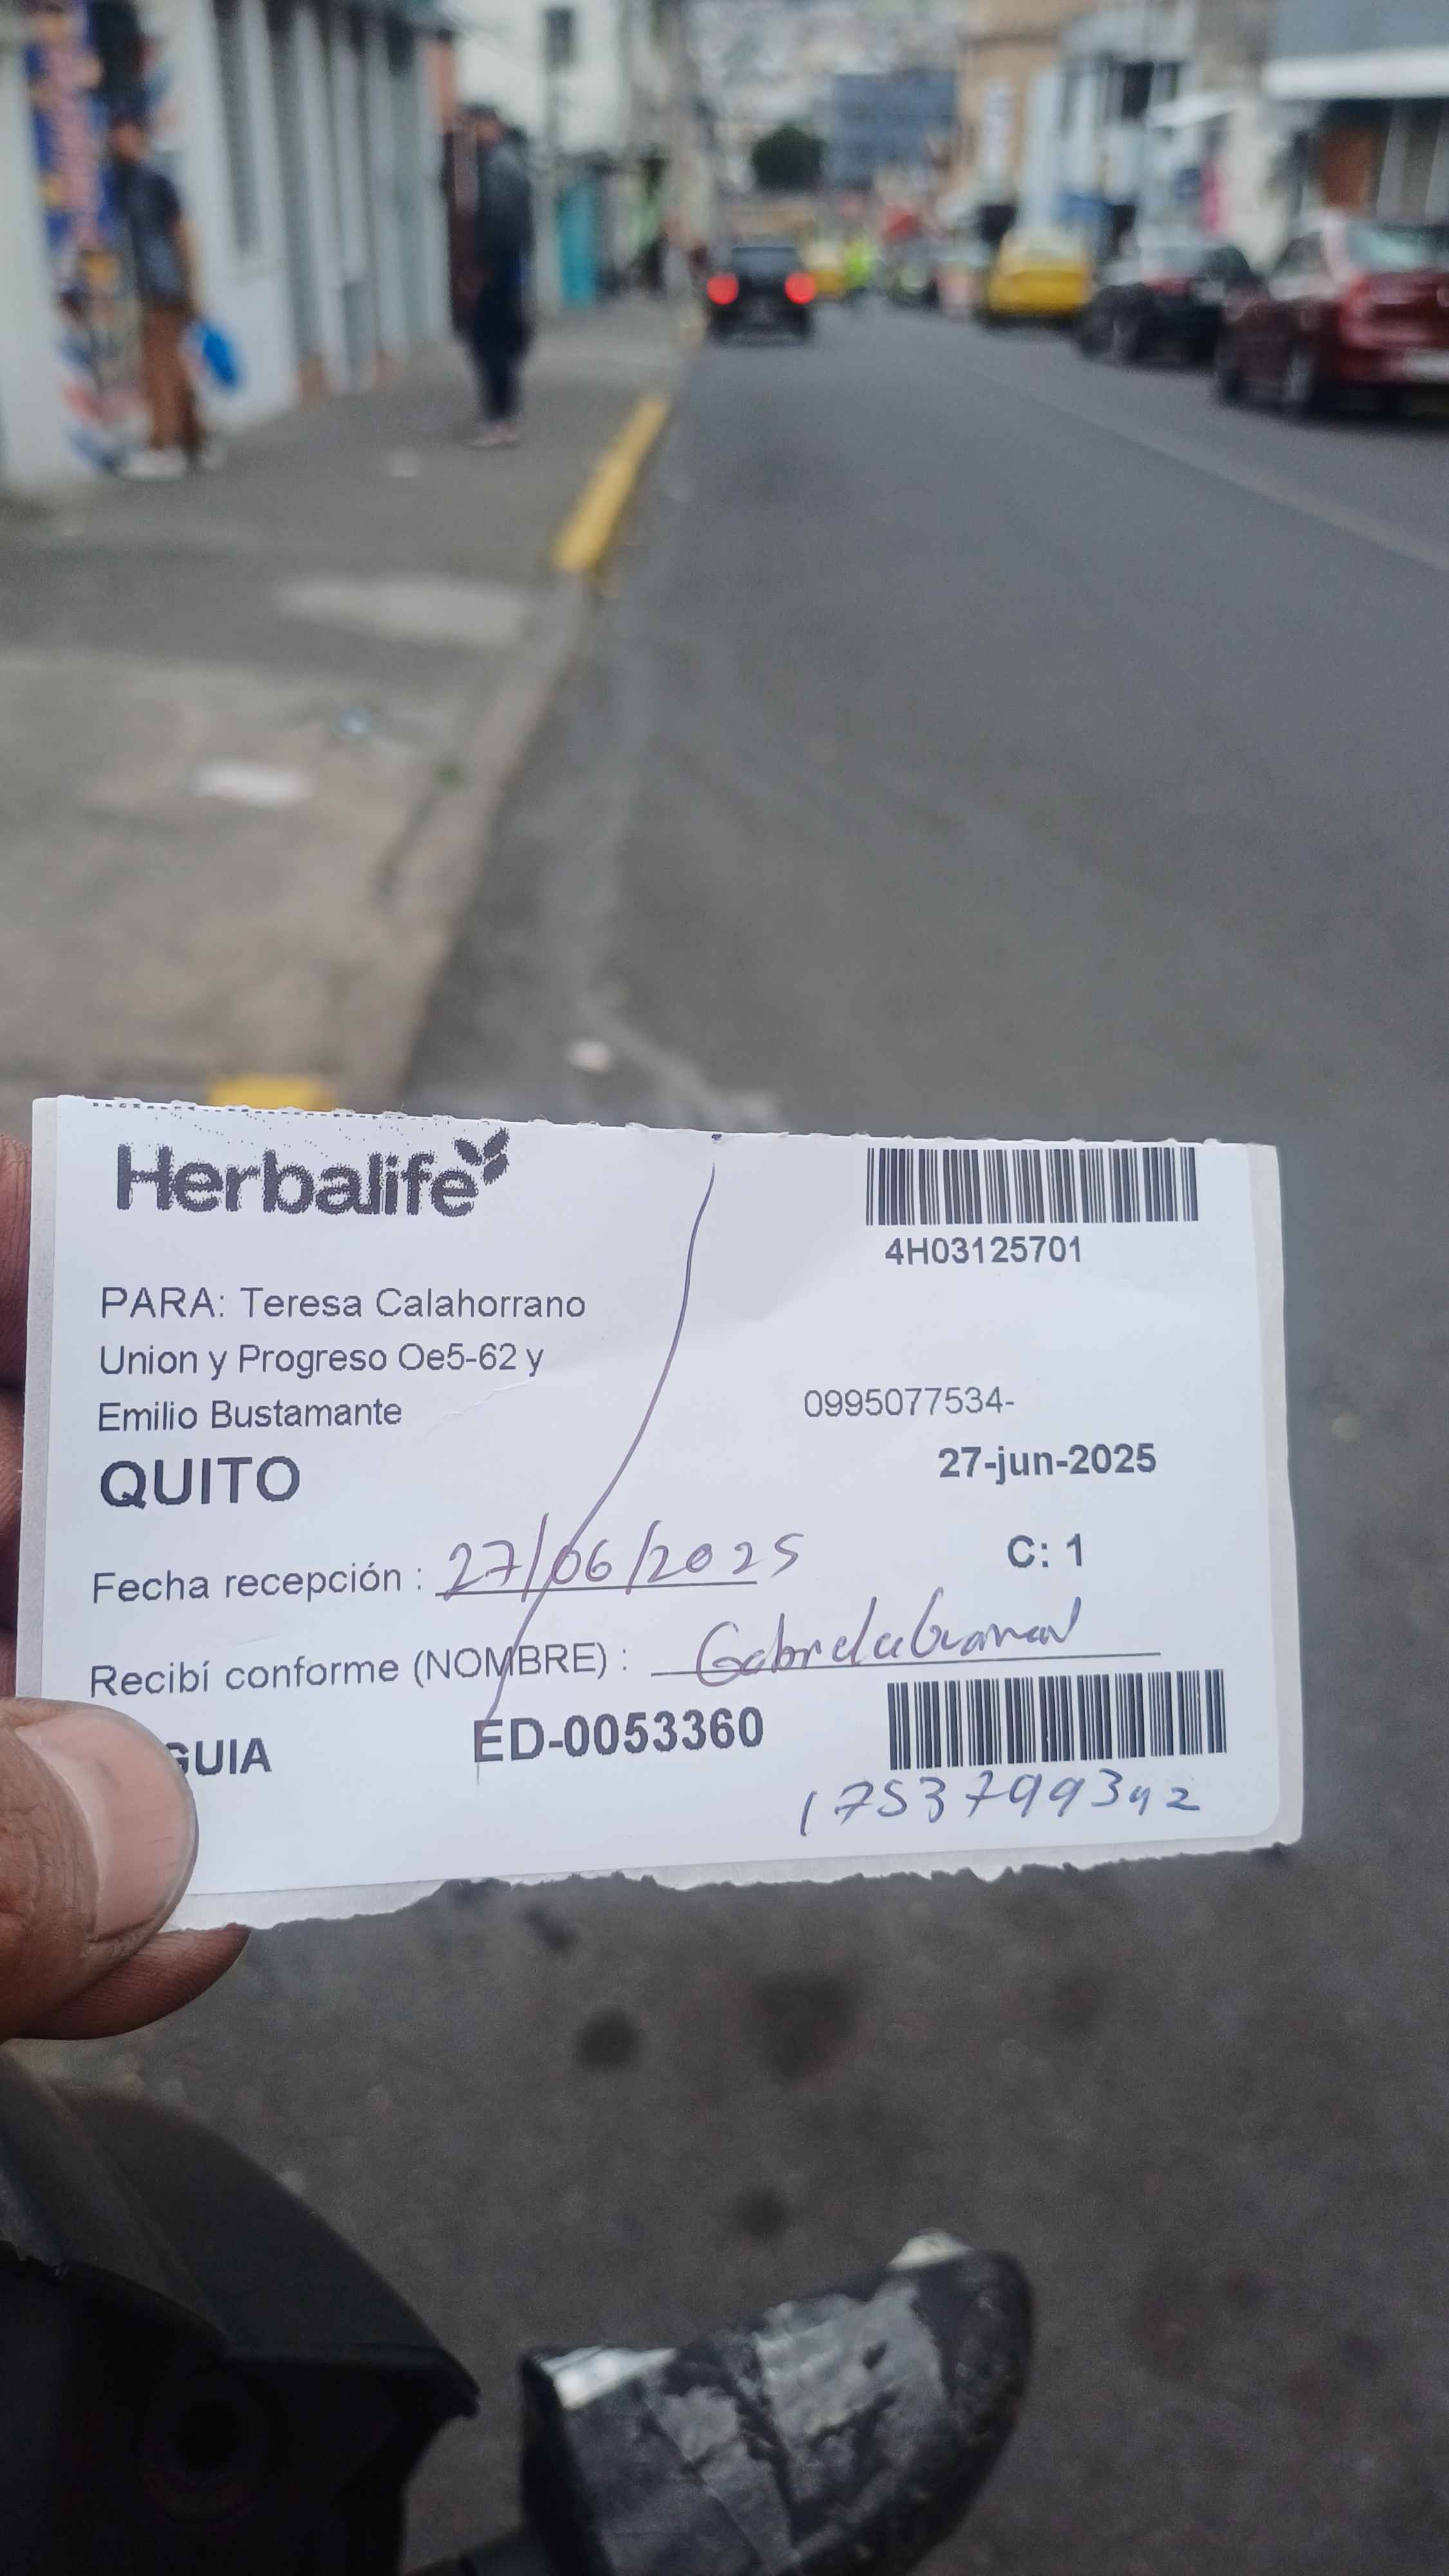 Herbalife
4H03125701
PARA: Teresa Calahorrano
Union y Progreso Oe5-62 y
Emilio Bustamante
0995077534-
QUITO
27-jun-2025
Fecha recepción : 27/06/2025
C: 1
Recibí conforme (NOMBRE) : Gabriela
GUIA ED-0053360
1753799342